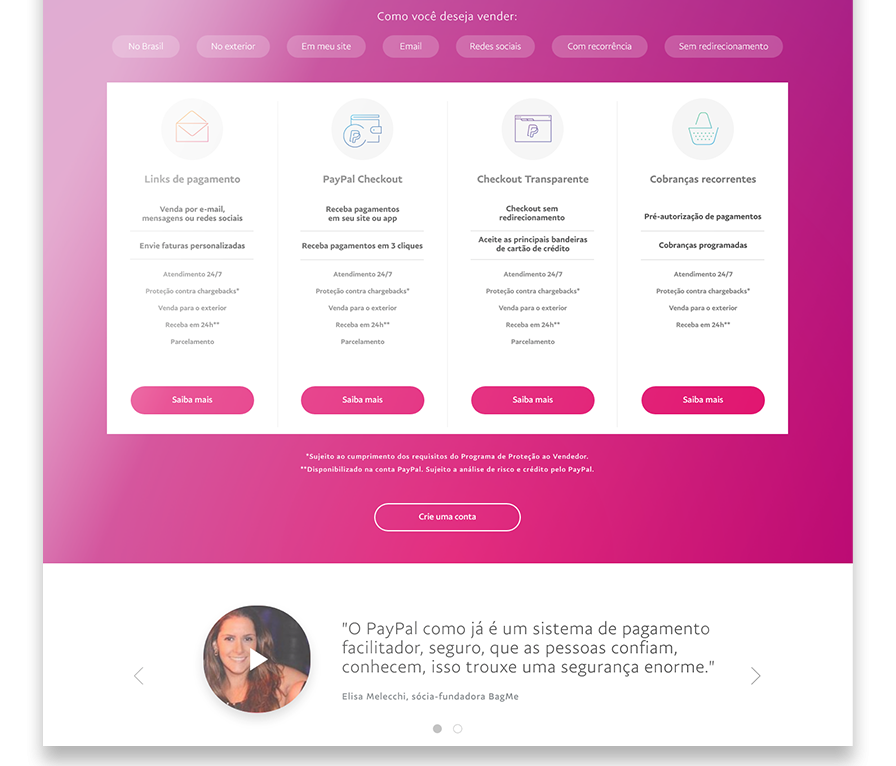 Como você deseja vender:
No Brasil
No exterior
Em meu site
Email
Redes sociais
Com recorrência
Sem redirecionamento
Links de pagamento
Venda por e-mail,
mensagens ou redes sociais
Envie faturas personalizadas
Atendimento 24/7
Proteção contra chargebacks*
Venda para o exterior
Receba em 24h**
Parcelamento
Saiba mais
PayPal Checkout
Receba pagamentos
em seu site ou app
Receba pagamentos em 3 cliques
Atendimento 24/7
Proteção contra chargebacks*
Venda para o exterior
Receba em 24h**
Parcelamento
Saiba mais
Checkout Transparente
Checkout sem
redirecionamento
Aceite as principais bandeiras
de cartão de crédito
Atendimento 24/7
Proteção contra chargebacks*
Venda para o exterior
Receba em 24h**
Parcelamento
Saiba mais
Cobranças recorrentes
Pré-autorização de pagamentos
Cobranças programadas
Atendimento 24/7
Proteção contra chargebacks*
Venda para o exterior
Receba em 24h**
Saiba mais
*Sujeito ao cumprimento dos requisitos do Programa de Proteção ao Vendedor.
**Disponibilizado na conta PayPal. Sujeito a análise de risco e crédito pelo PayPal.
Crie uma conta
"O PayPal como já é um sistema de pagamento
facilitador, seguro, que as pessoas confiam,
conhecem, isso trouxe uma segurança enorme."
Elisa Melecchi, sócia-fundadora BagMe